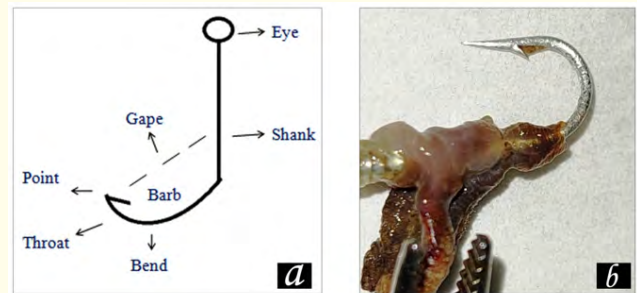 Eye
Gape
Shank
Point
Barb
Throat
Bend
a
b